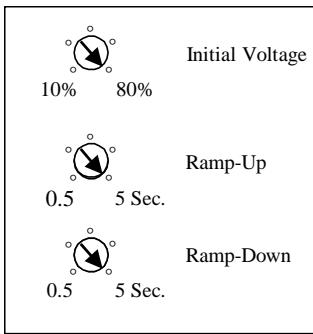 Initial Voltage
10% 80%
Ramp-Up
0.5 5 Sec.
Ramp-Down
0.5 5 Sec.